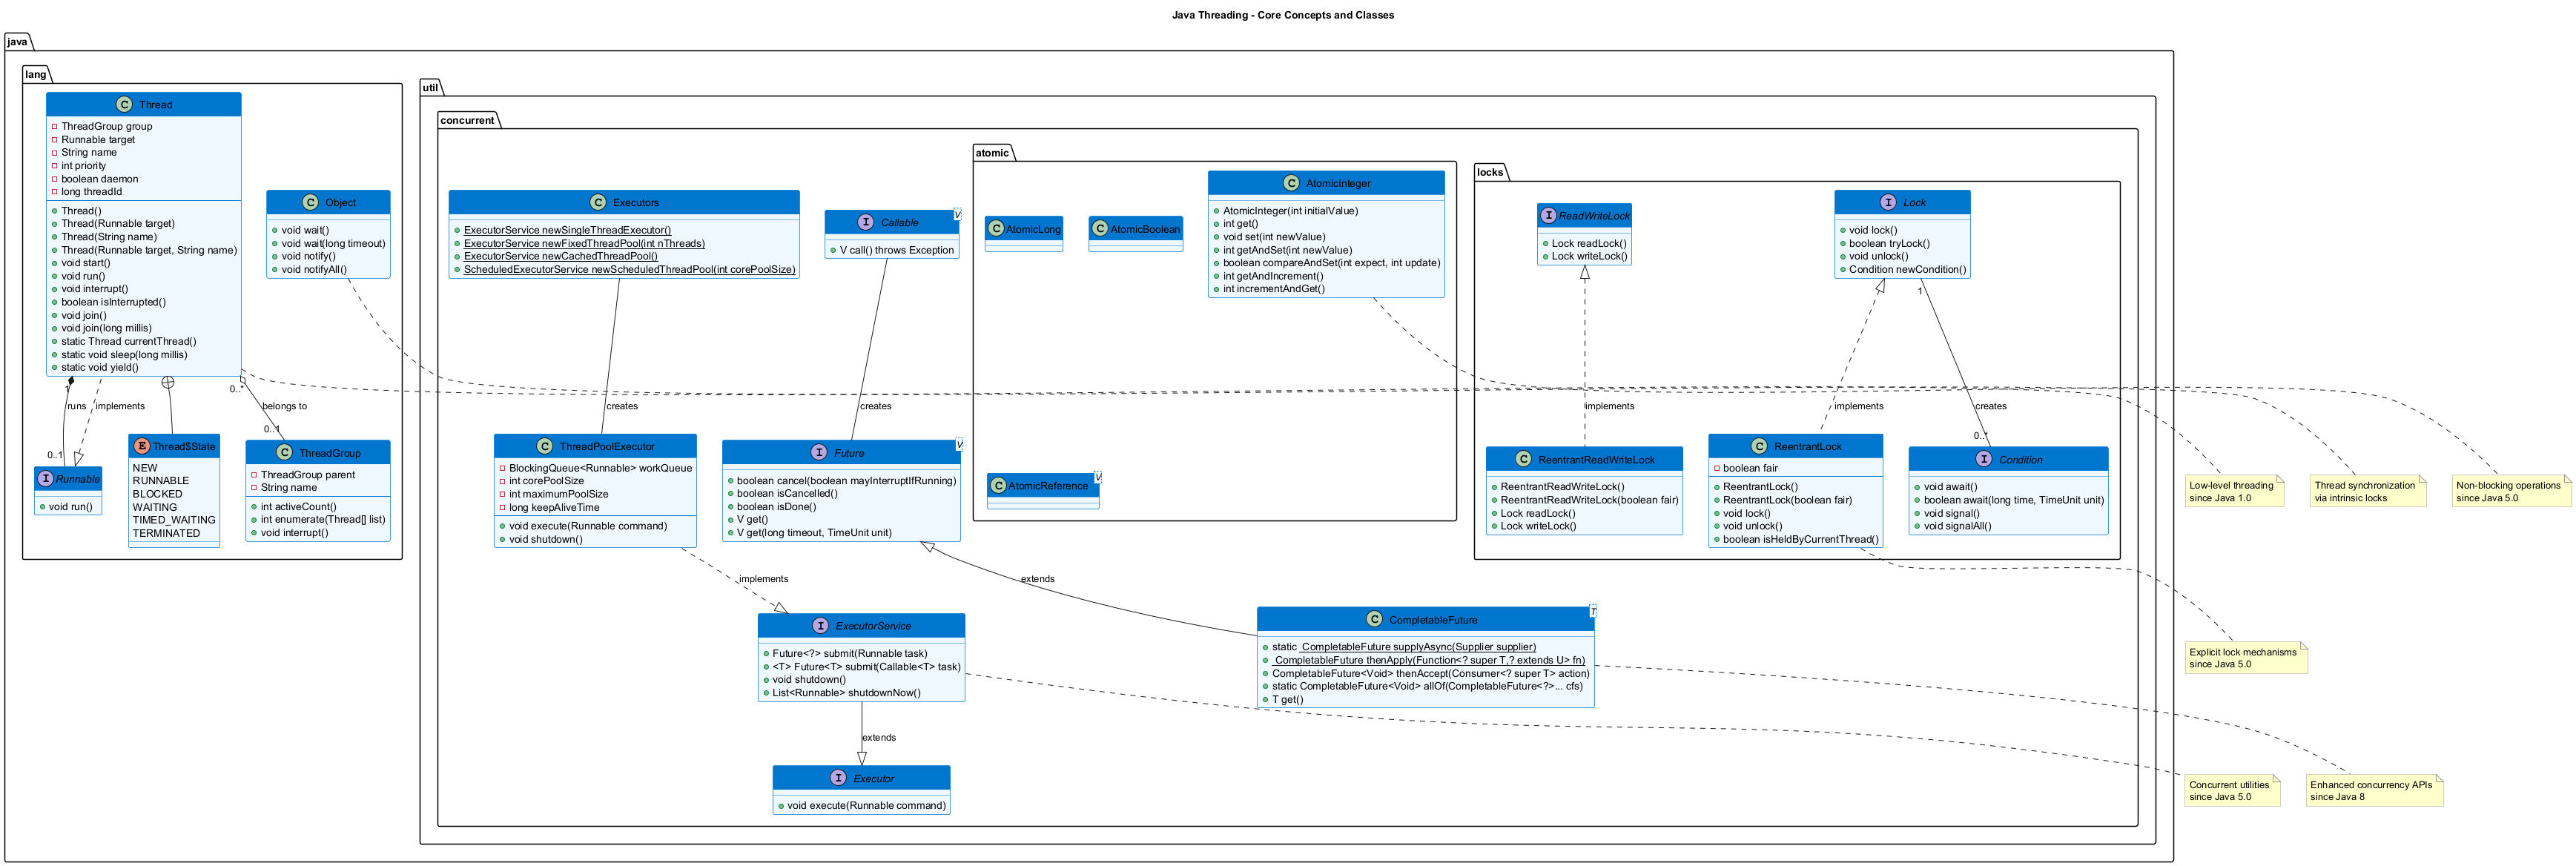 Java Threading - Core Concepts and Classes
java
lang
C Thread
ThreadGroup group
Runnable target
String name
int priority
boolean daemon
long threadId
Thread()
Thread(Runnable target)
Thread(String name)
Thread(Runnable target, String name)
void start()
void run()
void interrupt()
boolean isInterrupted()
void join()
void join(long millis)
static Thread currentThread()
static void sleep(long millis)
static void yield()
C Object
void wait()
void wait(long timeout)
void notify()
void notifyAll()
1
runs
0..1
implements
0..*
belongs to
0..1
I Runnable
void run()
E Thread$State
NEW
RUNNABLE
BLOCKED
WAITING
TIMED_WAITING
TERMINATED
C ThreadGroup
ThreadGroup parent
String name
int activeCount()
int enumerate(Thread[] list)
void interrupt()
util
concurrent
C Executors
ExecutorService newSingleThreadExecutor()
ExecutorService newFixedThreadPool(int nThreads)
ExecutorService newCachedThreadPool()
ScheduledExecutorService newScheduledThreadPool(int corePoolSize)
I Callable V
V call() throws Exception
creates
creates
C ThreadPoolExecutor
BlockingQueue<Runnable> workQueue
int corePoolSize
int maximumPoolSize
long keepAliveTime
void execute(Runnable command)
void shutdown()
I Future V
boolean cancel(boolean mayInterruptIfRunning)
boolean isCancelled()
boolean isDone()
V get()
V get(long timeout, TimeUnit unit)
implements
extends
I ExecutorService
Future<?> submit(Runnable task)
<T> Future<T> submit(Callable<T> task)
void shutdown()
List<Runnable> shutdownNow()
extends
I Executor
void execute(Runnable command)
C CompletableFuture T
static CompletableFuture supplyAsync(Supplier supplier)
CompletableFuture thenApply(Function<? super T,? extends U> fn)
CompletableFuture<Void> thenAccept(Consumer<? super T> action)
static CompletableFuture<Void> allOf(CompletableFuture<?>... cfs)
T get()
atomic
C AtomicLong
C AtomicBoolean
C AtomicInteger
AtomicInteger(int initialValue)
int get()
void set(int newValue)
int getAndSet(int newValue)
boolean compareAndSet(int expect, int update)
int getAndIncrement()
int incrementAndGet()
C AtomicReference V
locks
I ReadWriteLock
Lock readLock()
Lock writeLock()
I Lock
void lock()
boolean tryLock()
void unlock()
Condition newCondition()
implements
implements
1
creates
0..*
C ReentrantReadWriteLock
ReentrantReadWriteLock()
ReentrantReadWriteLock(boolean fair)
Lock readLock()
Lock writeLock()
C ReentrantLock
boolean fair
ReentrantLock()
ReentrantLock(boolean fair)
void lock()
void unlock()
boolean isHeldByCurrentThread()
I Condition
void await()
boolean await(long time, TimeUnit unit)
void signal()
void signalAll()
Low-level threading
since Java 1.0
Thread synchronization
via intrinsic locks
Non-blocking operations
since Java 5.0
Explicit lock mechanisms
since Java 5.0
Concurrent utilities
since Java 5.0
Enhanced concurrency APIs
since Java 8